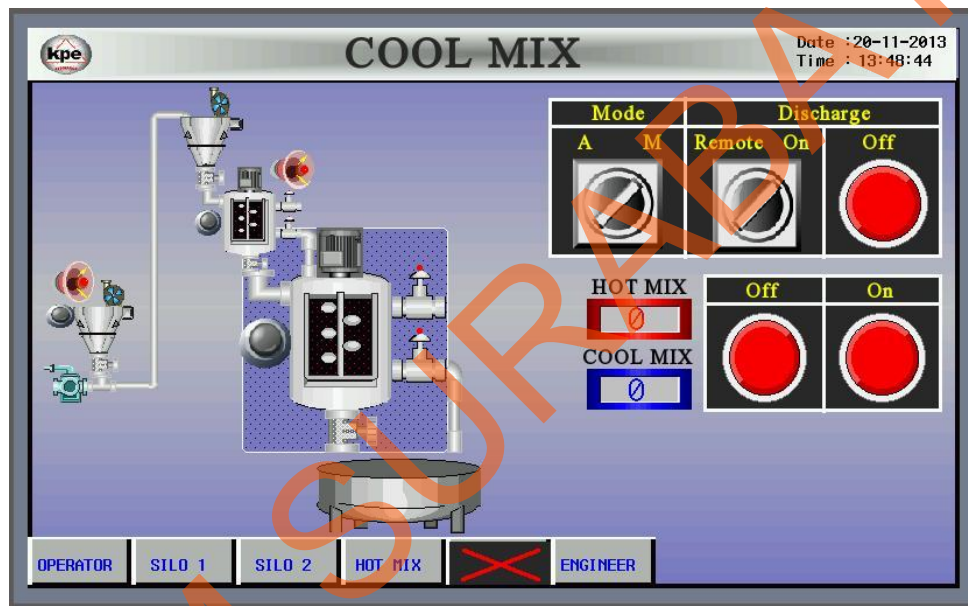 kpe
COOL MIX
Date :20-11-2013
Time : 13:48:44
Mode
Discharge
A M
Remote On
Off
HOT MIX
0
COOL MIX
0
Off
On
OPERATOR
SILO 1
SILO 2
HOT MIX
ENGINEER
SURABA